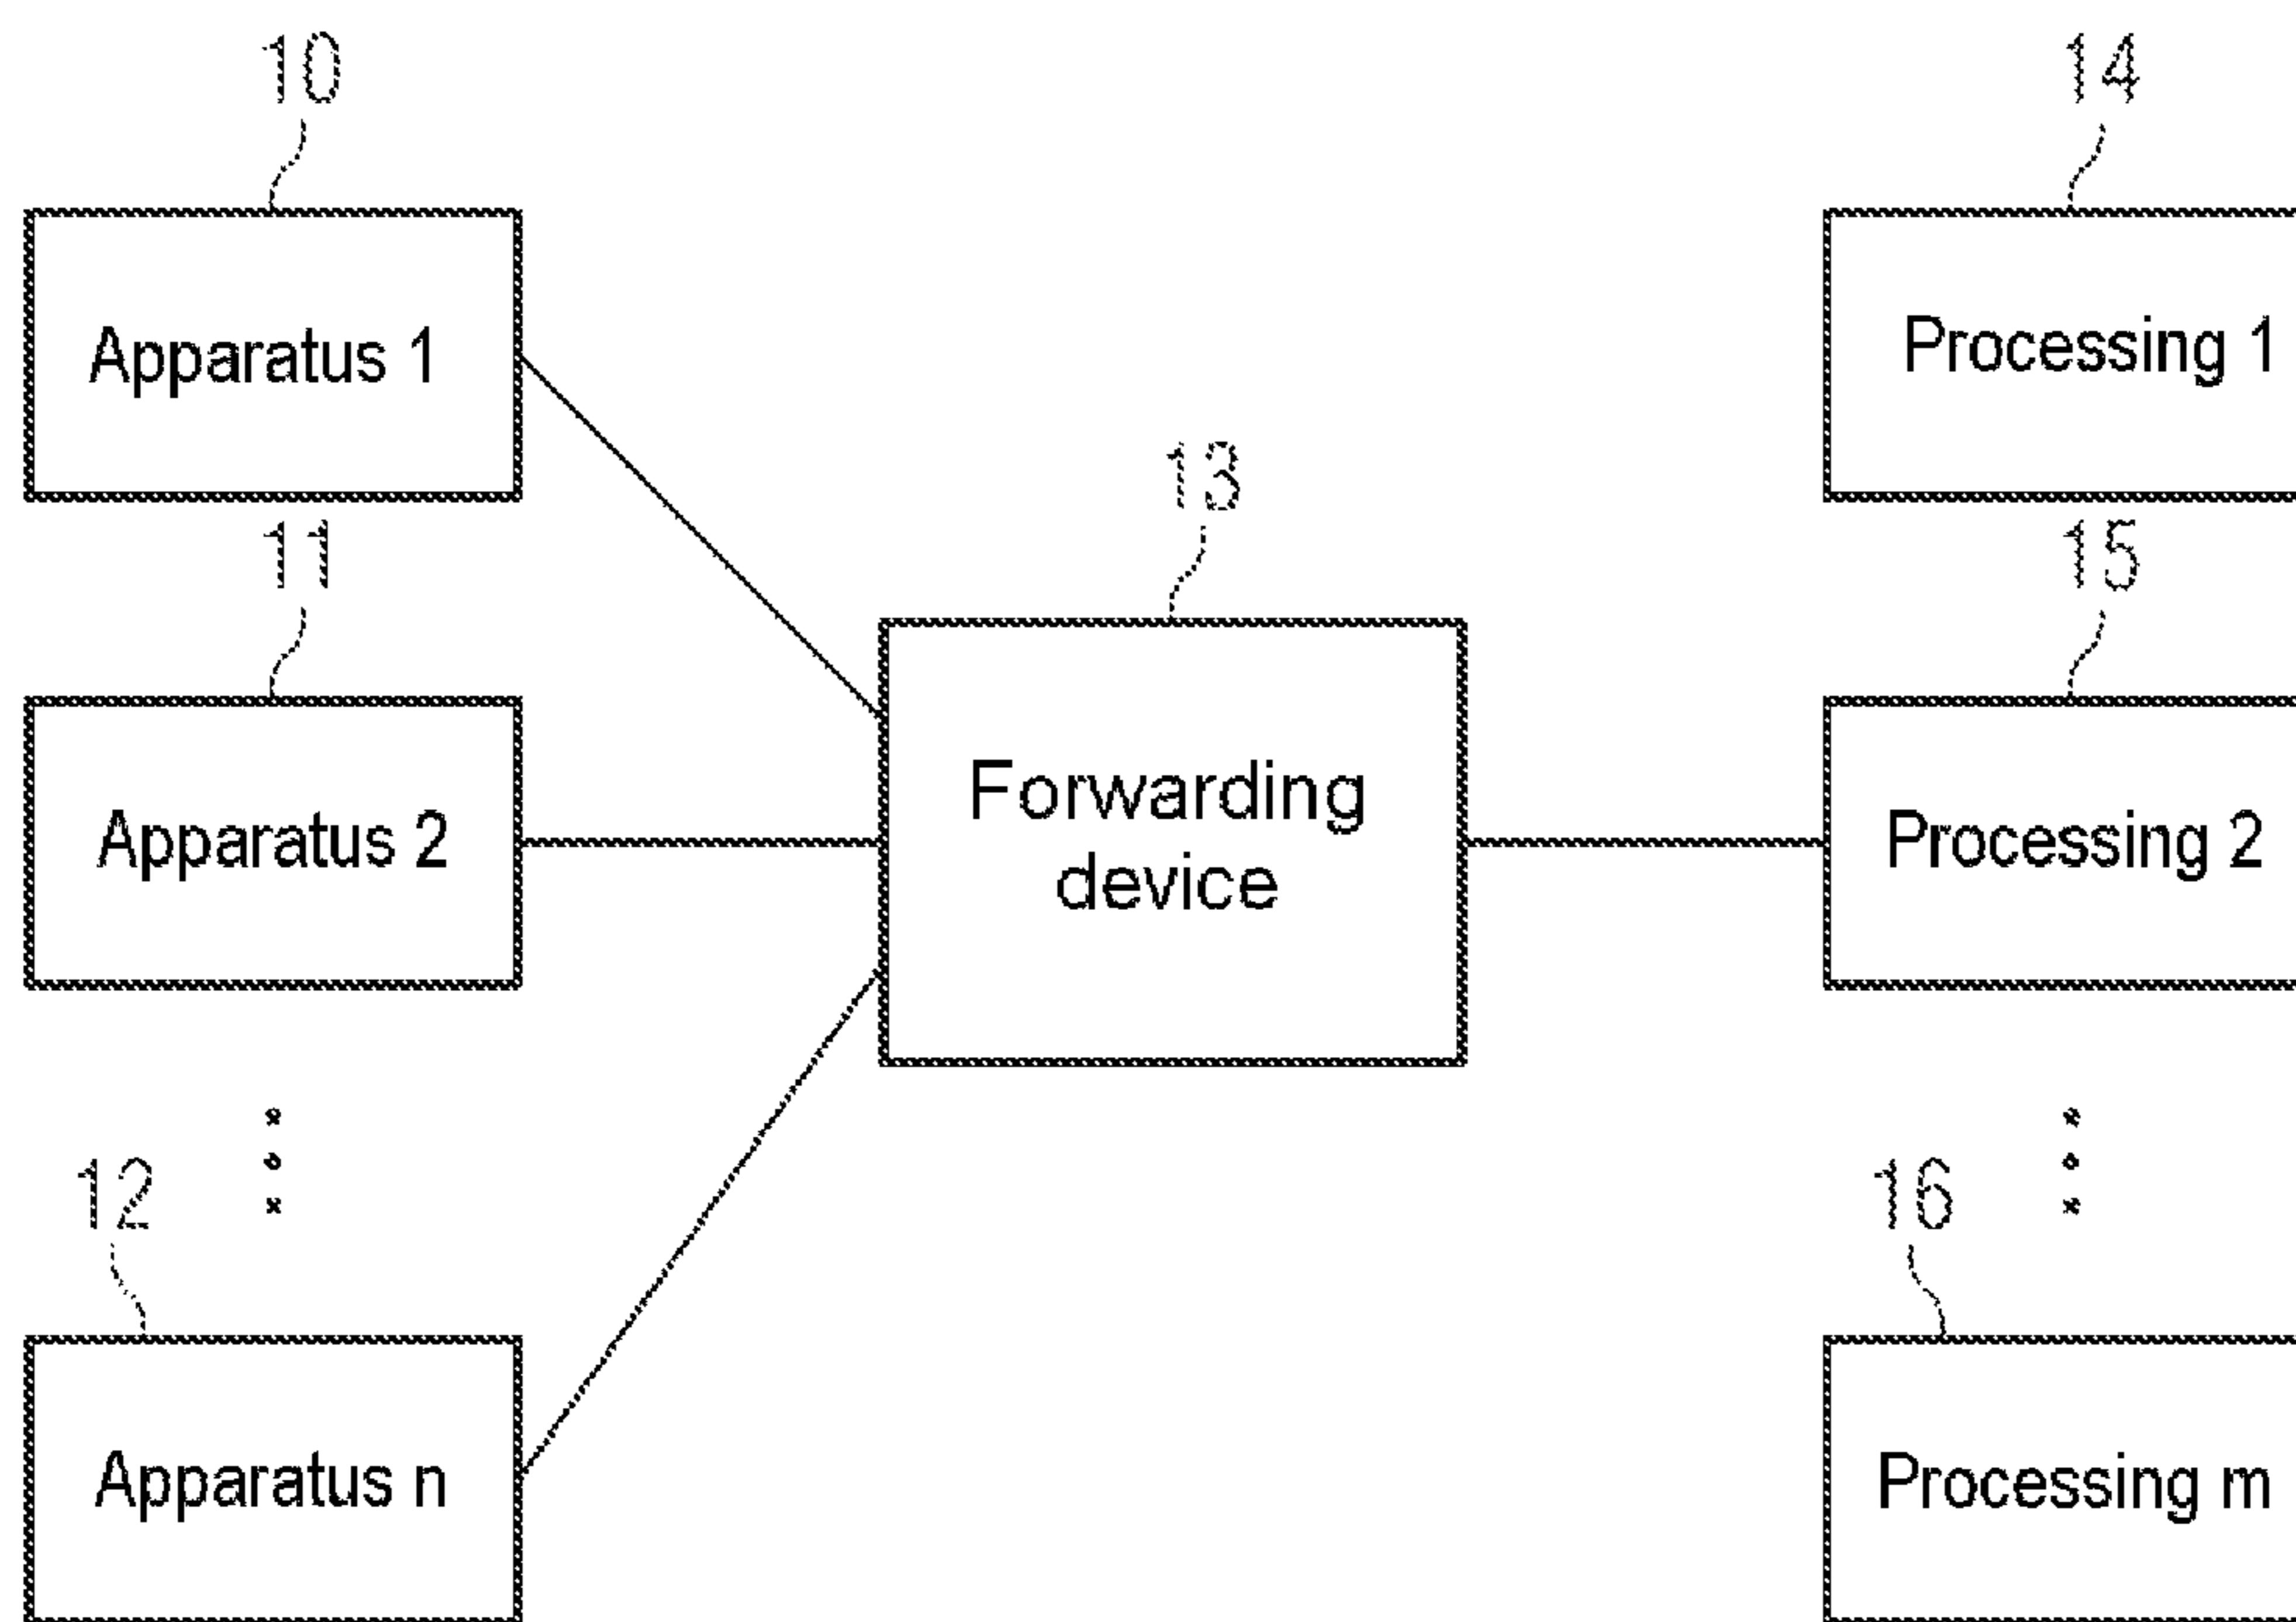 10
14
Apparatus 1
Processing 1
13
11
15
Apparatus 2
Forwarding
device
Processing 2
12
16
Apparatus n
Processing m